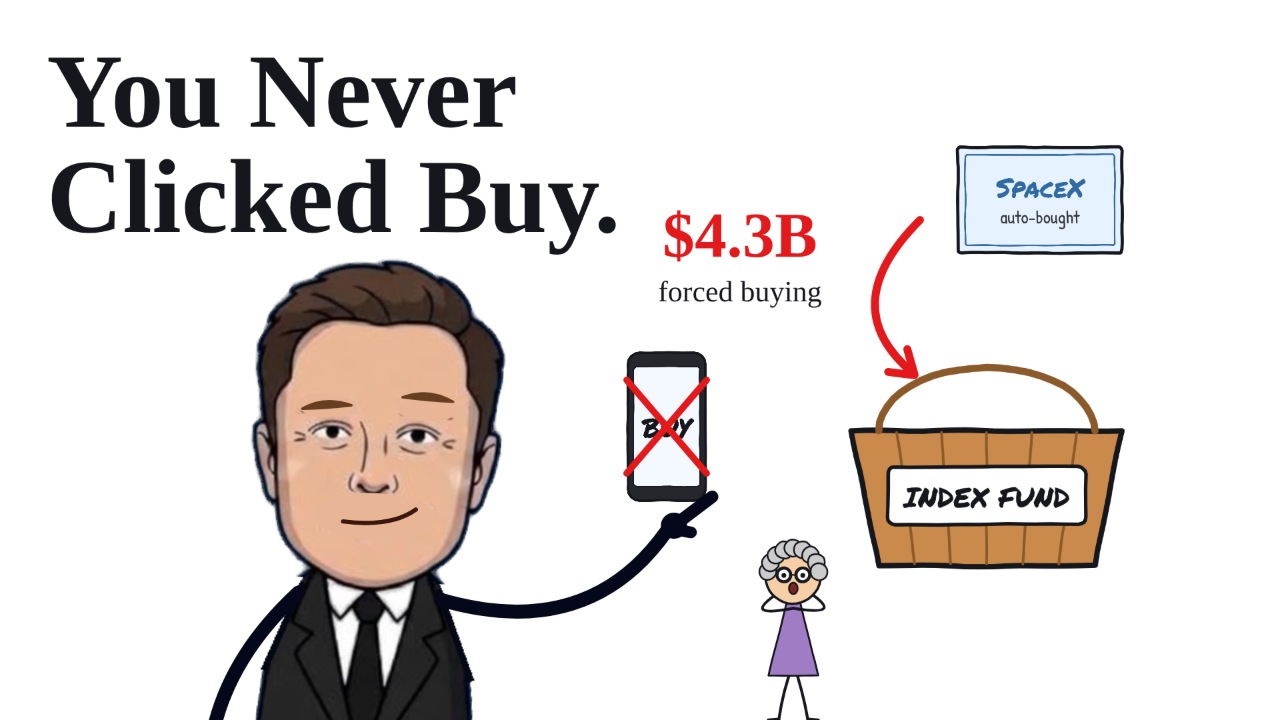 You Never
Clicked Buy.
$4.3B
forced buying
SpaceX
auto-bought
BUY
INDEX FUND